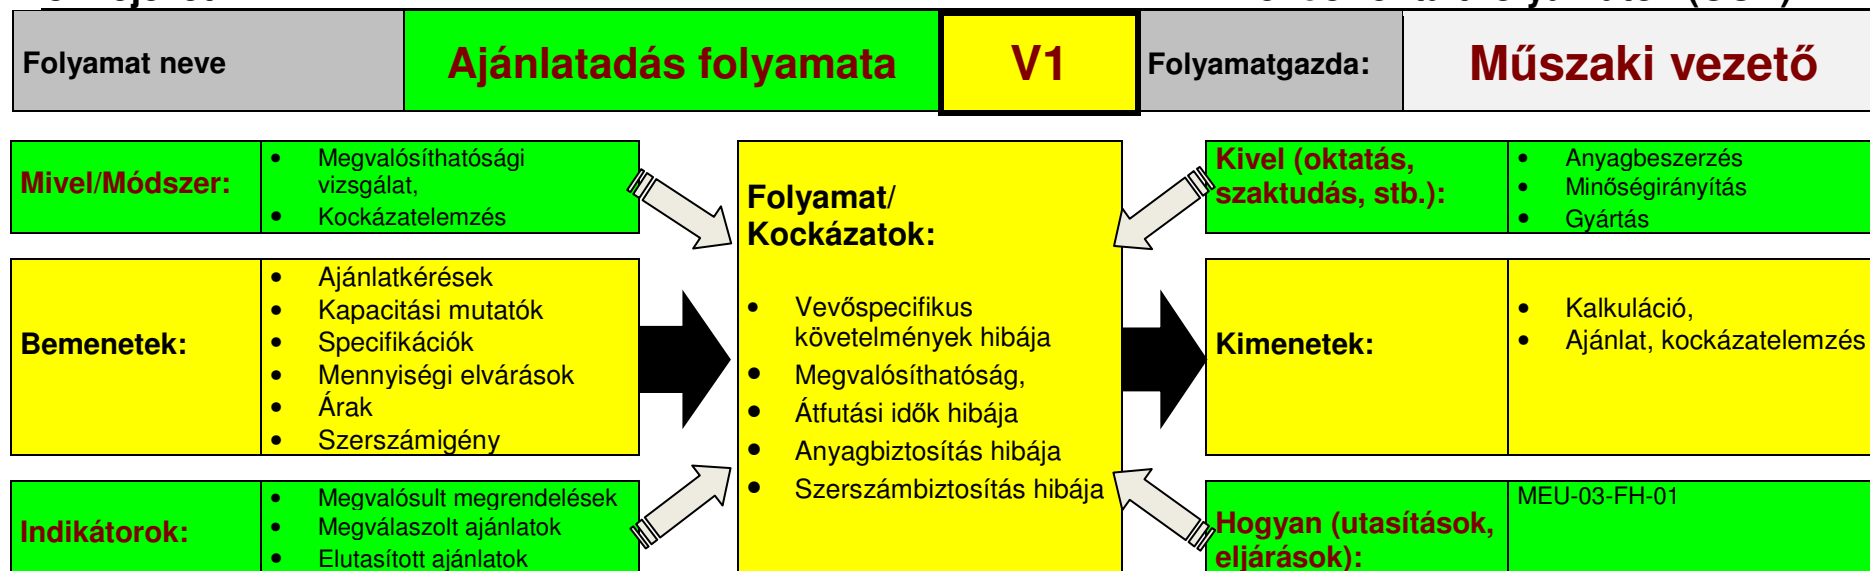 Folyamat neve
Ajánlatadás folyamata
V1
Folyamatgazda:
Műszaki vezető
Mivel/Módszer:
• Megvalósíthatósági
vizsgálat,
• Kockázatelemzés
Folyamat/
Kockázatok:
• Vevőspecifikus
követelmények hibája
• Megvalósíthatóság,
• Átfutási idők hibája
• Anyagbiztosítás hibája
• Szerszámbiztosítás hibája
Kivel (oktatás,
szaktudás, stb.):
• Anyagbeszerzés
• Minőségirányítás
• Gyártás
Bemenetek:
• Ajánlatkérések
• Kapacitási mutatók
• Specifikációk
• Mennyiségi elvárások
• Árak
• Szerszámigény
Kimenetek:
• Kalkuláció,
• Ajánlat, kockázatelemzés
Indikátorok:
• Megvalósult megrendelések
• Megválaszolt ajánlatok
• Elutasított ajánlatok
Hogyan (utasítások,
eljárások):
MEU-03-FH-01